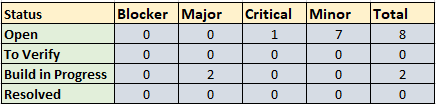 Status Blocker Major Critical Minor Total
Open 0 0 1 7 8
To Verify 0 0 0 0 0
Build in Progress 0 2 0 0 2
Resolved 0 0 0 0 0